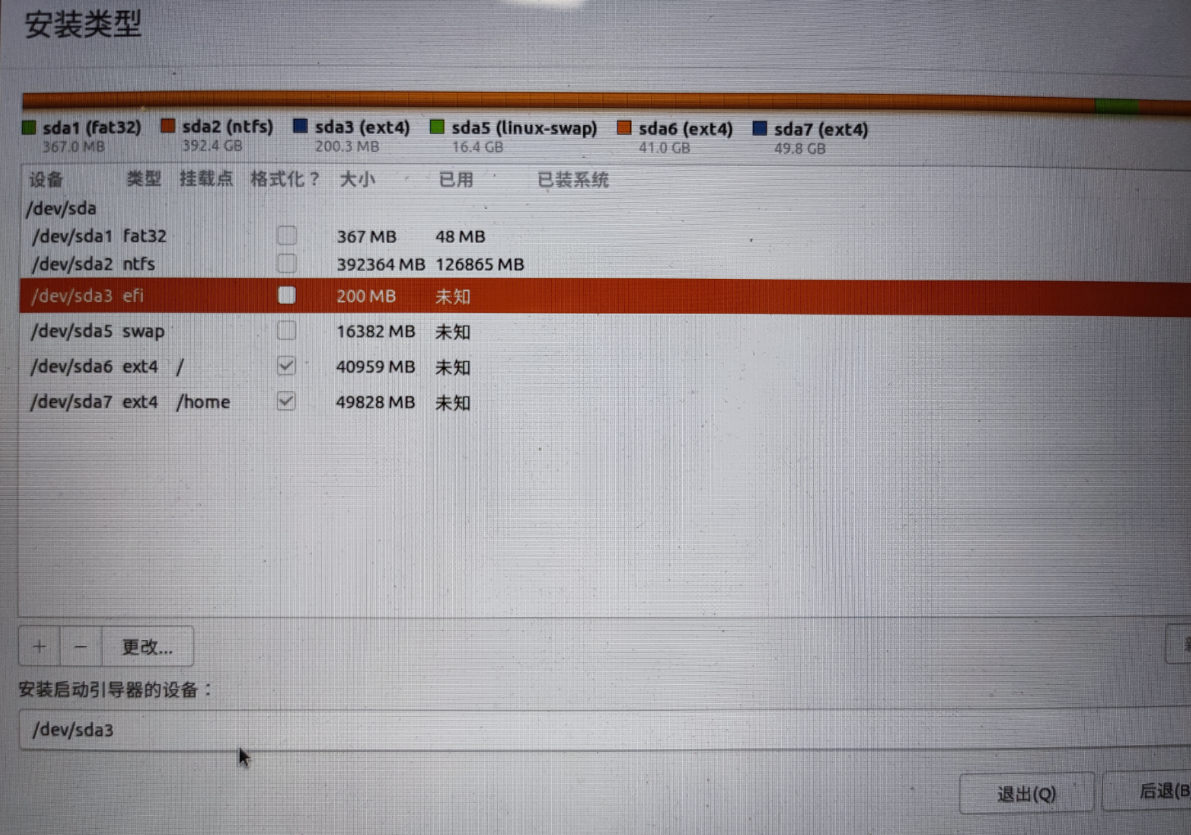 安装类型
sda1 (fat32) sda2 (ntfs) sda3 (ext4) sda5 (linux-swap) sda6 (ext4) sda7 (ext4)
367.0 MB 392.4 GB 200.3 MB 16.4 GB 41.0 GB 49.8 GB
设备 类型 挂载点 格式化？ 大小 已用 已装系统
/dev/sda
/dev/sda1 fat32 367 MB 48 MB
/dev/sda2 ntfs 392364 MB 126865 MB
/dev/sda3 efi 200 MB 未知
/dev/sda5 swap 16382 MB 未知
/dev/sda6 ext4 / 40959 MB 未知
/dev/sda7 ext4 /home 49828 MB 未知
+ − 更改...
安装启动引导器的设备：
/dev/sda3
退出(Q) 后退(B